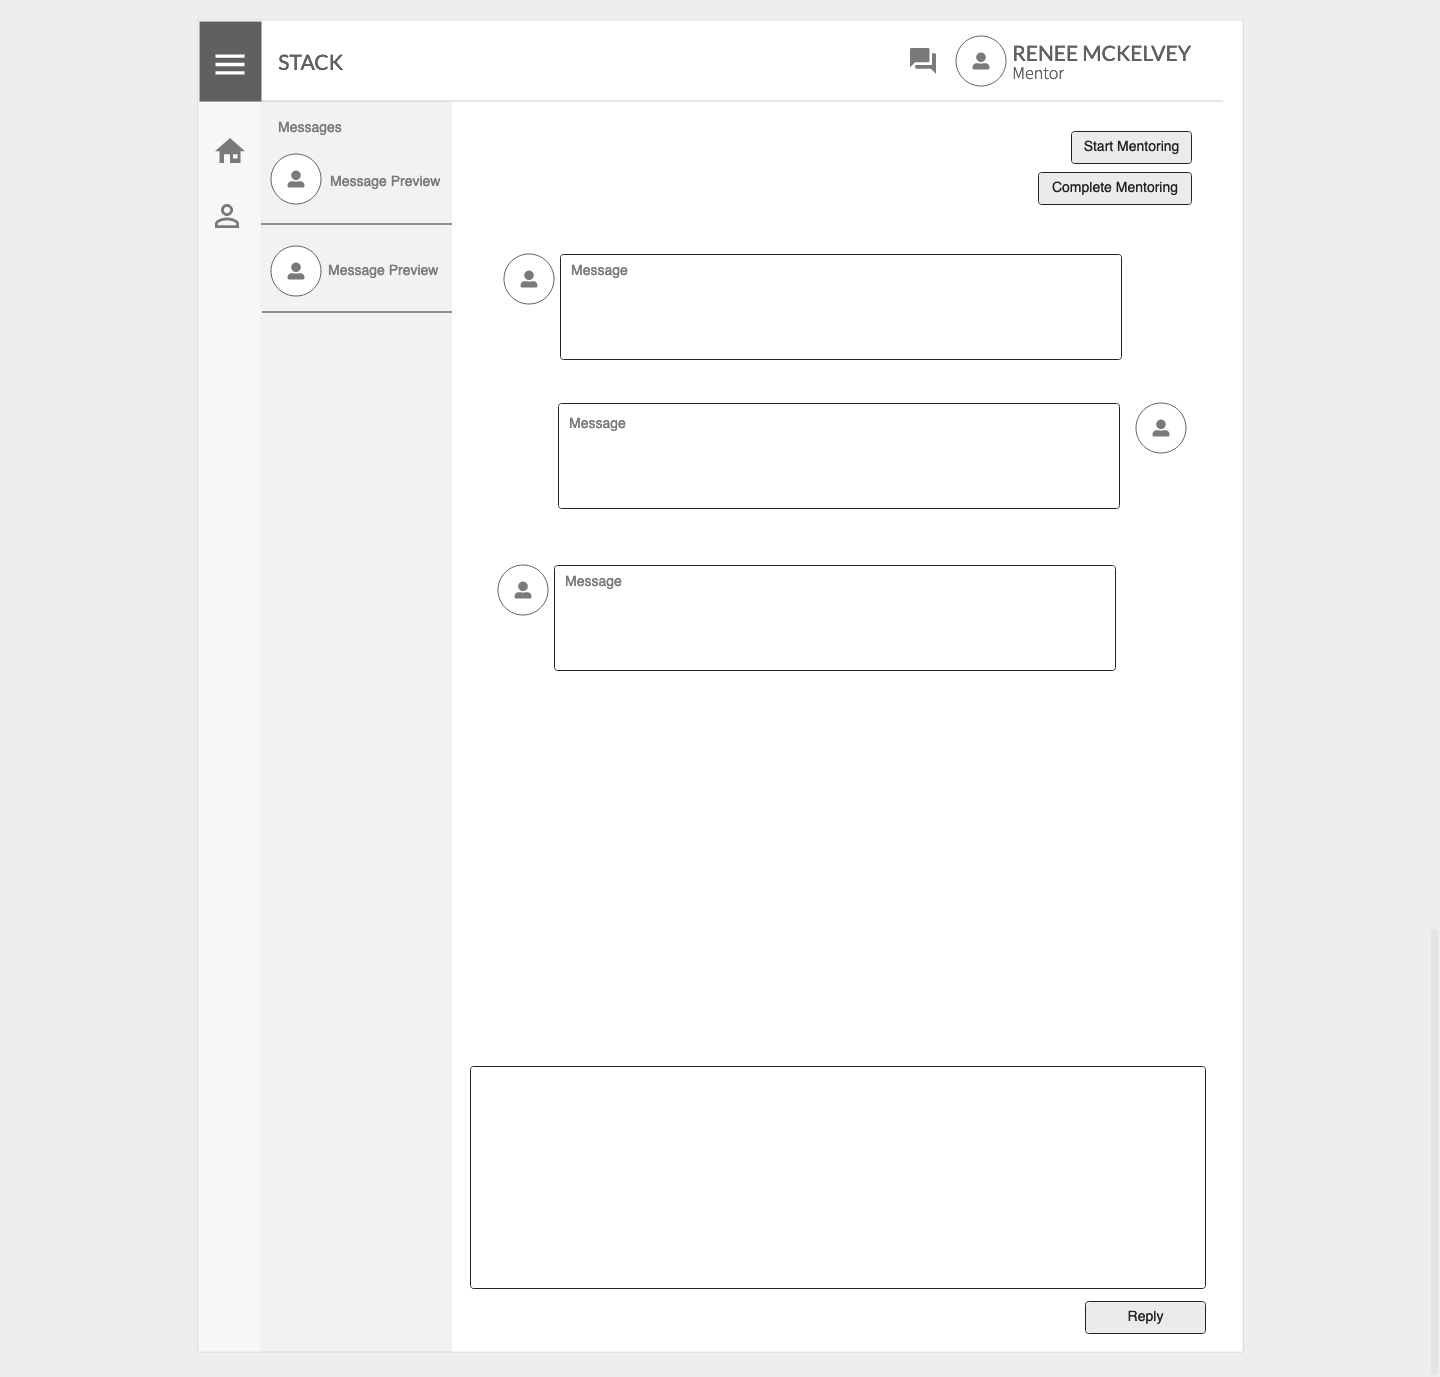 STACK
RENEE MCKELVEY
Mentor
Messages
Message Preview
Message Preview
Start Mentoring
Complete Mentoring
Message
Message
Message
Reply